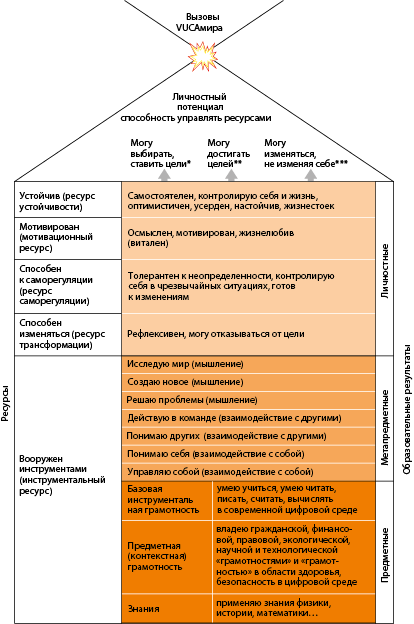 Вызовы
VUCAмира
Личностный
потенциал
способность управлять ресурсами
Могу
выбирать,
ставить цели*
Могу
достигать
целей**
Могу
изменяться,
не изменяя себе***
Ресурсы
Устойчив (ресурс
устойчивости)
Самостоятелен, контролирую себя и жизнь,
оптимистичен, усерден, настойчив, жизнестоек
Мотивирован
(мотивационный
ресурс)
Осмыслен, мотивирован, жизнелюбив
(витален)
Способен
к саморегуляции
(ресурс
саморегуляции)
Толерантен к неопределенности, контролирую
себя в чрезвычайных ситуациях, готов
к изменениям
Способен
изменяться (ресурс
трансформации)
Рефлексивен, могу отказываться от цели
Личностные
Вооружен
инструментами
(инструментальный
ресурс)
Исследую мир (мышление)
Создаю новое (мышление)
Решаю проблемы (мышление)
Действую в команде (взаимодействие с другими)
Понимаю других (взаимодействие с другими)
Понимаю себя (взаимодействие с собой)
Управляю собой (взаимодействие с собой)
Метапредметные
Базовая
инструменталь
ная грамотность
умею учиться, умею читать,
писать, считать, вычислять
в современной цифровой среде
Предметная
(контекстная)
грамотность
владею гражданской, финансо-
вой, правовой, экологической,
научной и технологической
«грамотностями» и «грамот-
ностью» в области здоровья,
безопасность в цифровой среде
Знания
применяю знания физики,
истории, математики…
Предметные
Образовательные результаты